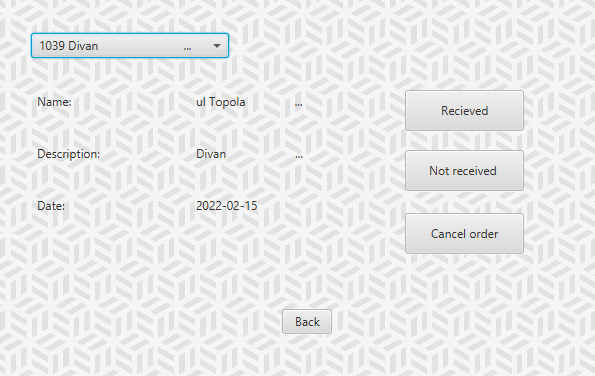 1039 Divan ...
Name: ul Topola ...
Recieved
Description: Divan ...
Not received
Date: 2022-02-15
Cancel order
Back